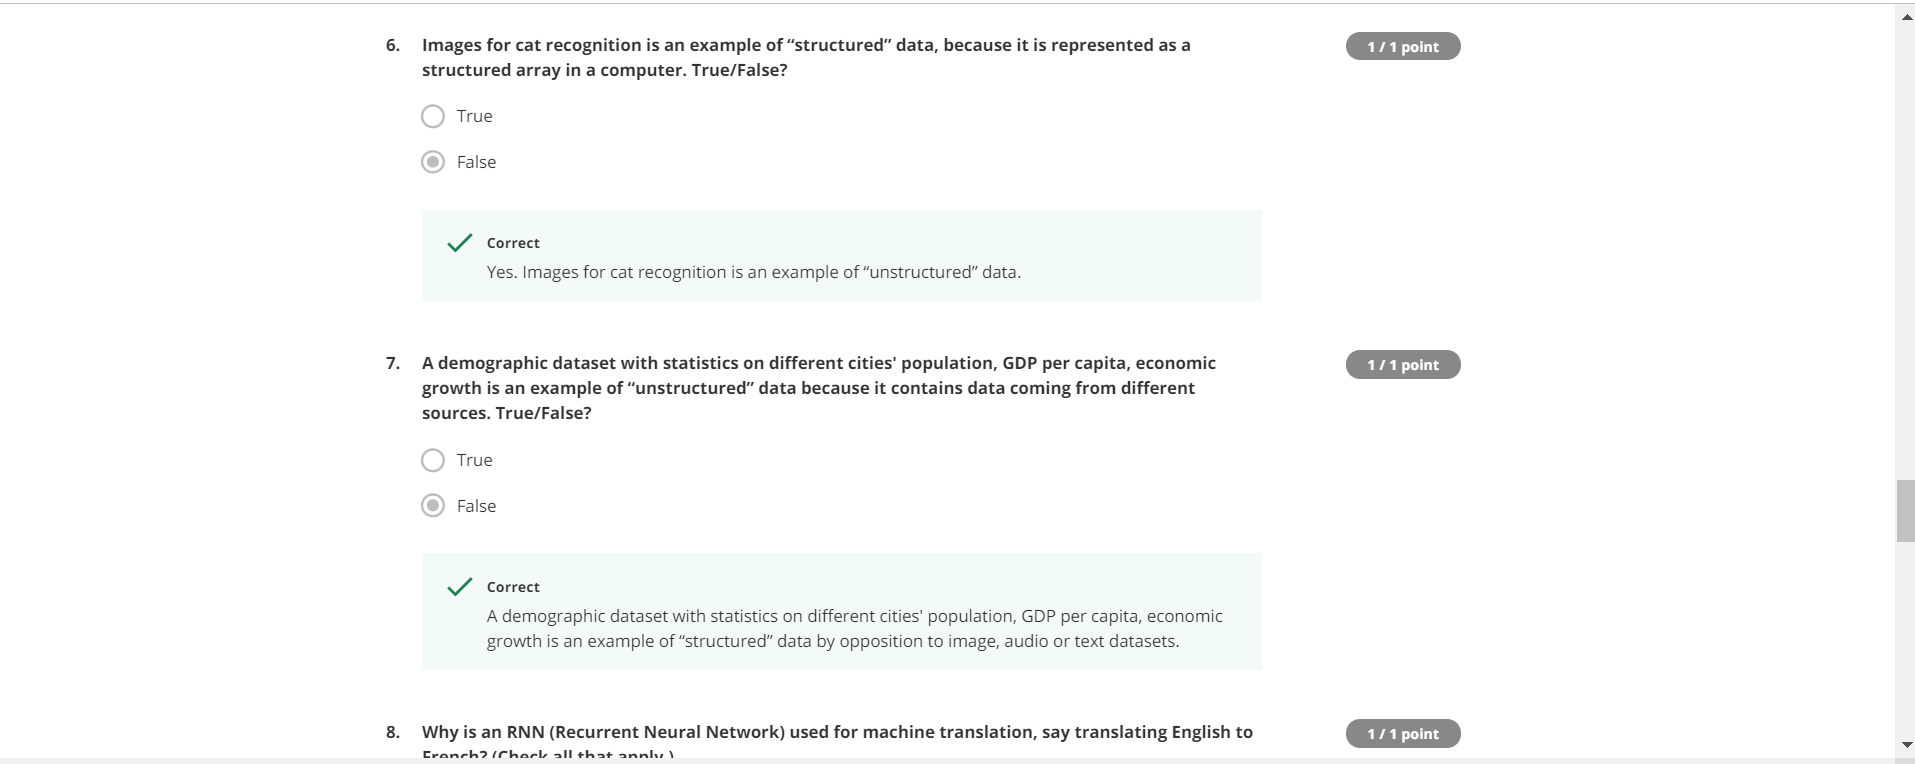 6. Images for cat recognition is an example of “structured” data, because it is represented as a
1 / 1 point
structured array in a computer. True/False?
True
False
Correct
Yes. Images for cat recognition is an example of “unstructured” data.
7. A demographic dataset with statistics on different cities' population, GDP per capita, economic
1 / 1 point
growth is an example of “unstructured” data because it contains data coming from different
sources. True/False?
True
False
Correct
A demographic dataset with statistics on different cities' population, GDP per capita, economic
growth is an example of “structured” data by opposition to image, audio or text datasets.
8. Why is an RNN (Recurrent Neural Network) used for machine translation, say translating English to
1 / 1 point
French? (Check all that apply.)